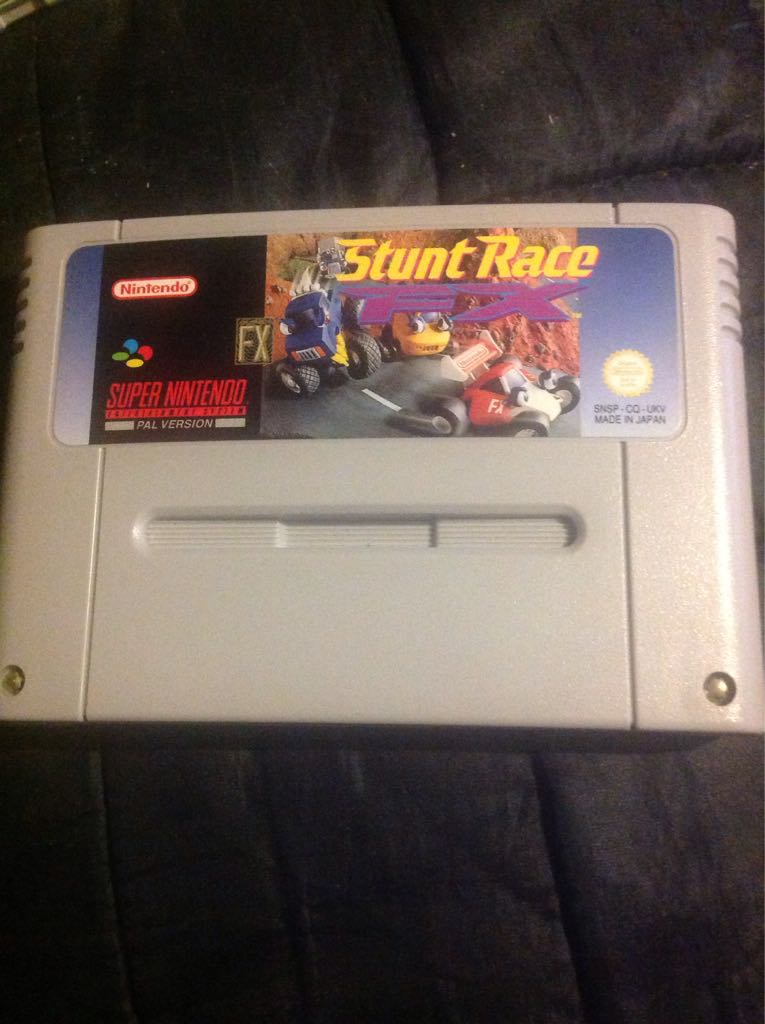 Nintendo
Stunt Race
FX
FX
SUPER NINTENDO
ENTERTAINMENT SYSTEM
PAL VERSION
FX
SNSP-CQ-UKV
MADE IN JAPAN